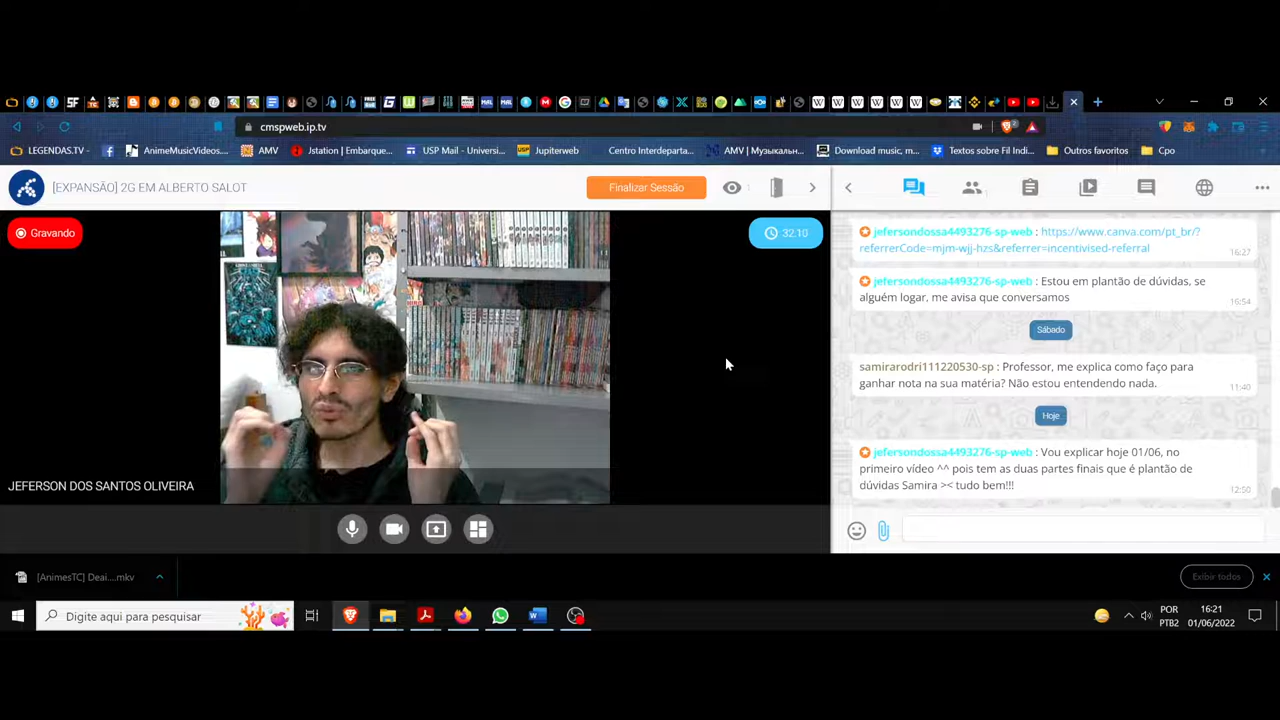 cmspweb.ip.tv
2
LEGENDAS.TV -
AnimeMusicVideos...
AMV
Jstation | Embarque...
USP Mail - Universi...
Jupiterweb
Centro Interdeparta...
AMV | Музыкальн...
Download music, m...
Textos sobre Fil Indi...
Outros favoritos
Cpo
[EXPANSÃO] 2G EM ALBERTO SALOT
Finalizar Sessão
1
Gravando
32:10
JEFERSON DOS SANTOS OLIVEIRA
jefersondossa4493276-sp-web : https://www.canva.com/pt_br/?
referrerCode=mjm-wjj-hzs&referrer=incentivised-referral
16:27
jefersondossa4493276-sp-web : Estou em plantão de dúvidas, se
alguém logar, me avisa que conversamos
16:54
Sábado
samirarodri111220530-sp : Professor, me explica como faço para
ganhar nota na sua matéria? Não estou entendendo nada.
11:40
Hoje
jefersondossa4493276-sp-web : Vou explicar hoje 01/06, no
primeiro vídeo ^^ pois tem as duas partes finais que é plantão de
dúvidas Samira >< tudo bem!!!
12:50
[AnimesTC] Deai....mkv
Exibir todos
Digite aqui para pesquisar
POR
PTB2
16:21
01/06/2022